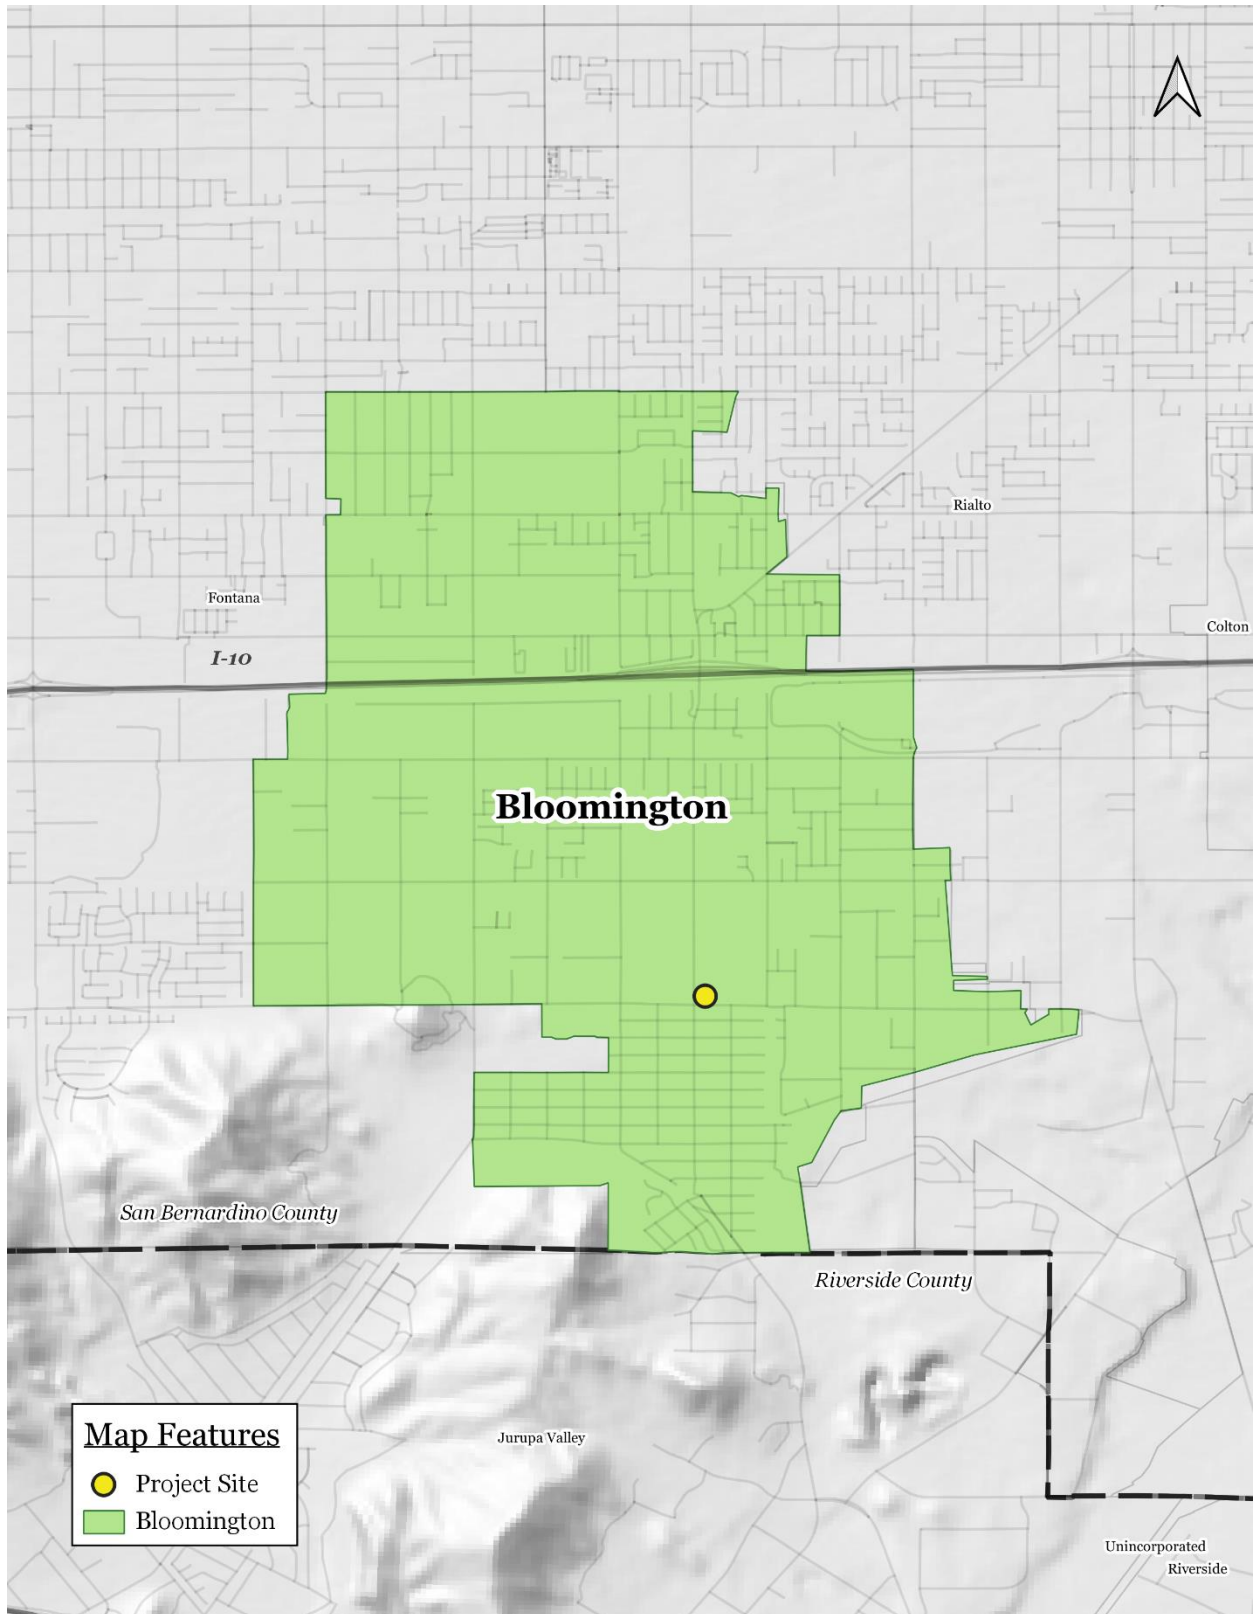 Rialto
Fontana
Colton
I-10
Bloomington
San Bernardino County
Riverside County
Map Features
Project Site
Bloomington
Jurupa Valley
Unincorporated
Riverside